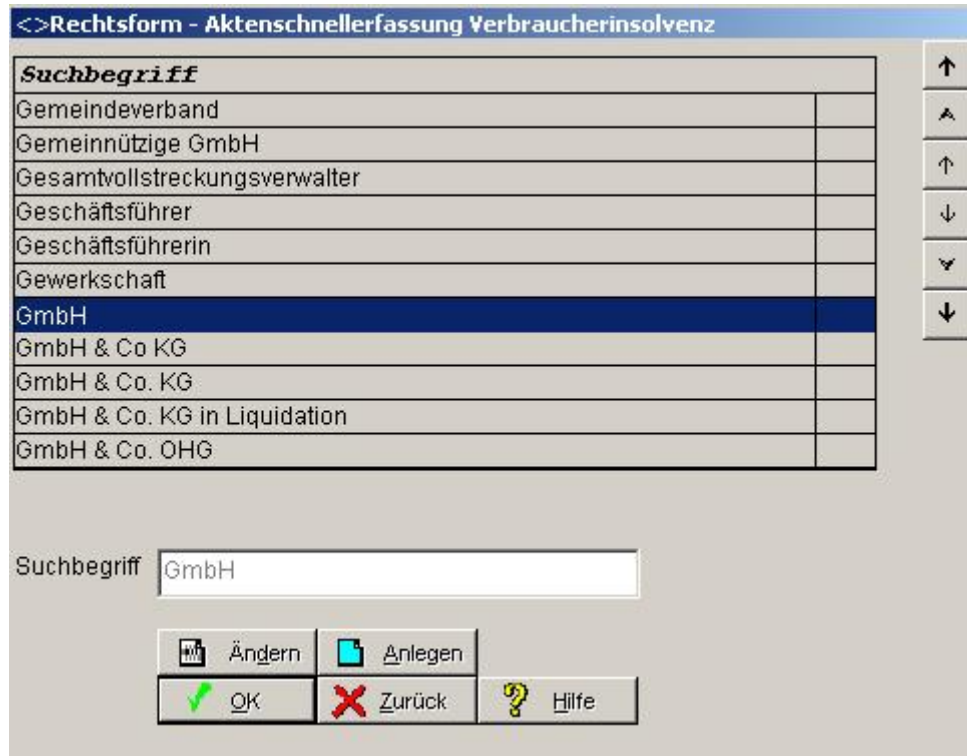 <>Rechtsform - Aktenschnellerfassung Verbraucherinsolvenz
Suchbegriff
Gemeindeverband
Gemeinnützige GmbH
Gesamtvollstreckungsverwalter
Geschäftsführer
Geschäftsführerin
Gewerkschaft
GmbH
GmbH & Co KG
GmbH & Co. KG
GmbH & Co. KG in Liquidation
GmbH & Co. OHG
Suchbegriff GmbH
Ändern Anlegen
OK Zurück Hilfe